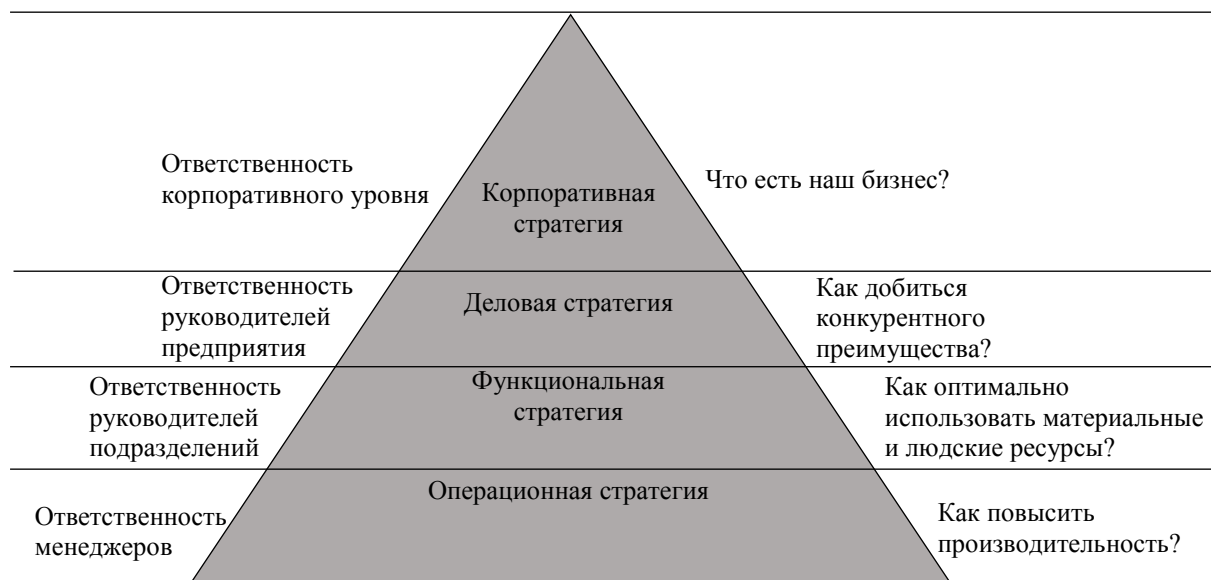 Ответственность
корпоративного уровня
Корпоративная
стратегия
Что есть наш бизнес?
Ответственность
руководителей
предприятия
Деловая стратегия
Как добиться
конкурентного
преимущества?
Ответственность
руководителей
подразделений
Функциональная
стратегия
Как оптимально
использовать материальные
и людские ресурсы?
Ответственность
менеджеров
Операционная стратегия
Как повысить
производительность?